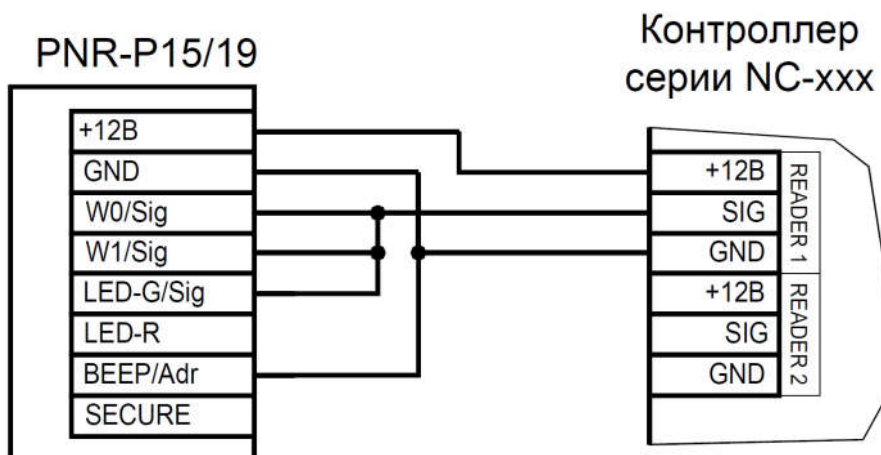 PNR-P15/19
Контроллер
серии NC-xxx
+12В
GND
W0/Sig
W1/Sig
LED-G/Sig
LED-R
BEEP/Adr
SECURE
+12В
SIG
GND
READER 1
+12В
SIG
GND
READER 2